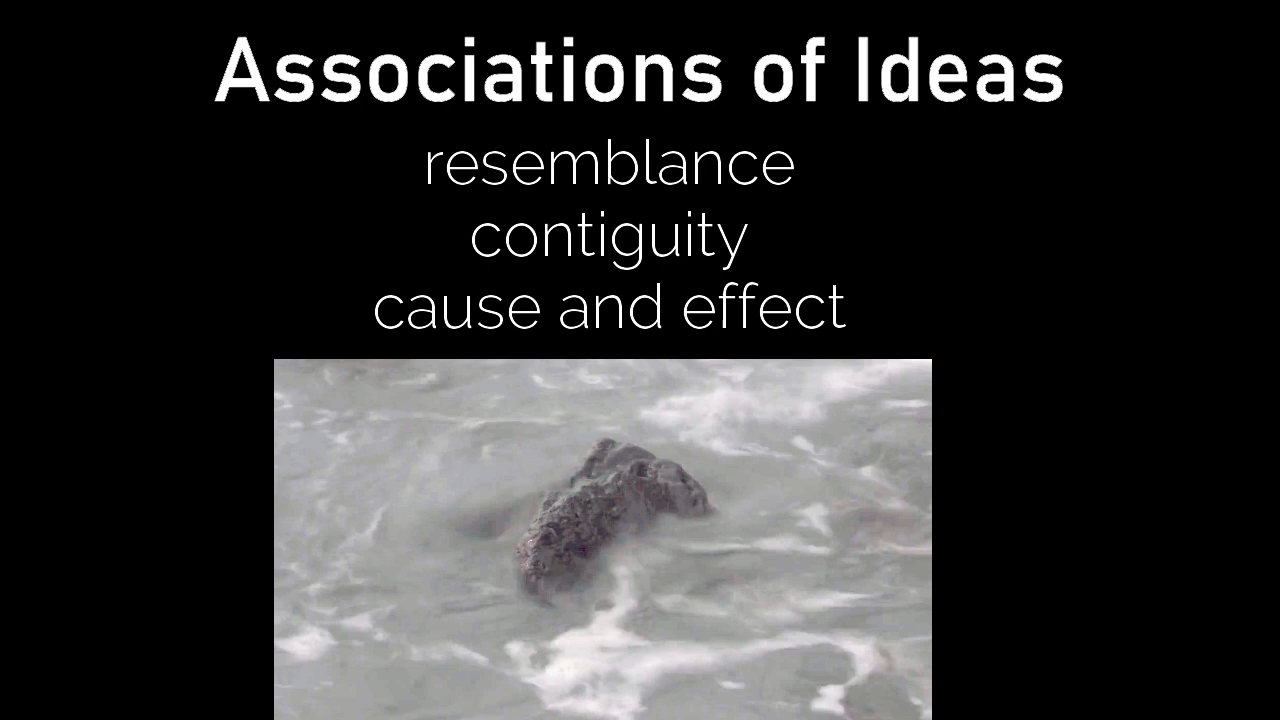 Associations of Ideas
resemblance
contiguity
cause and effect